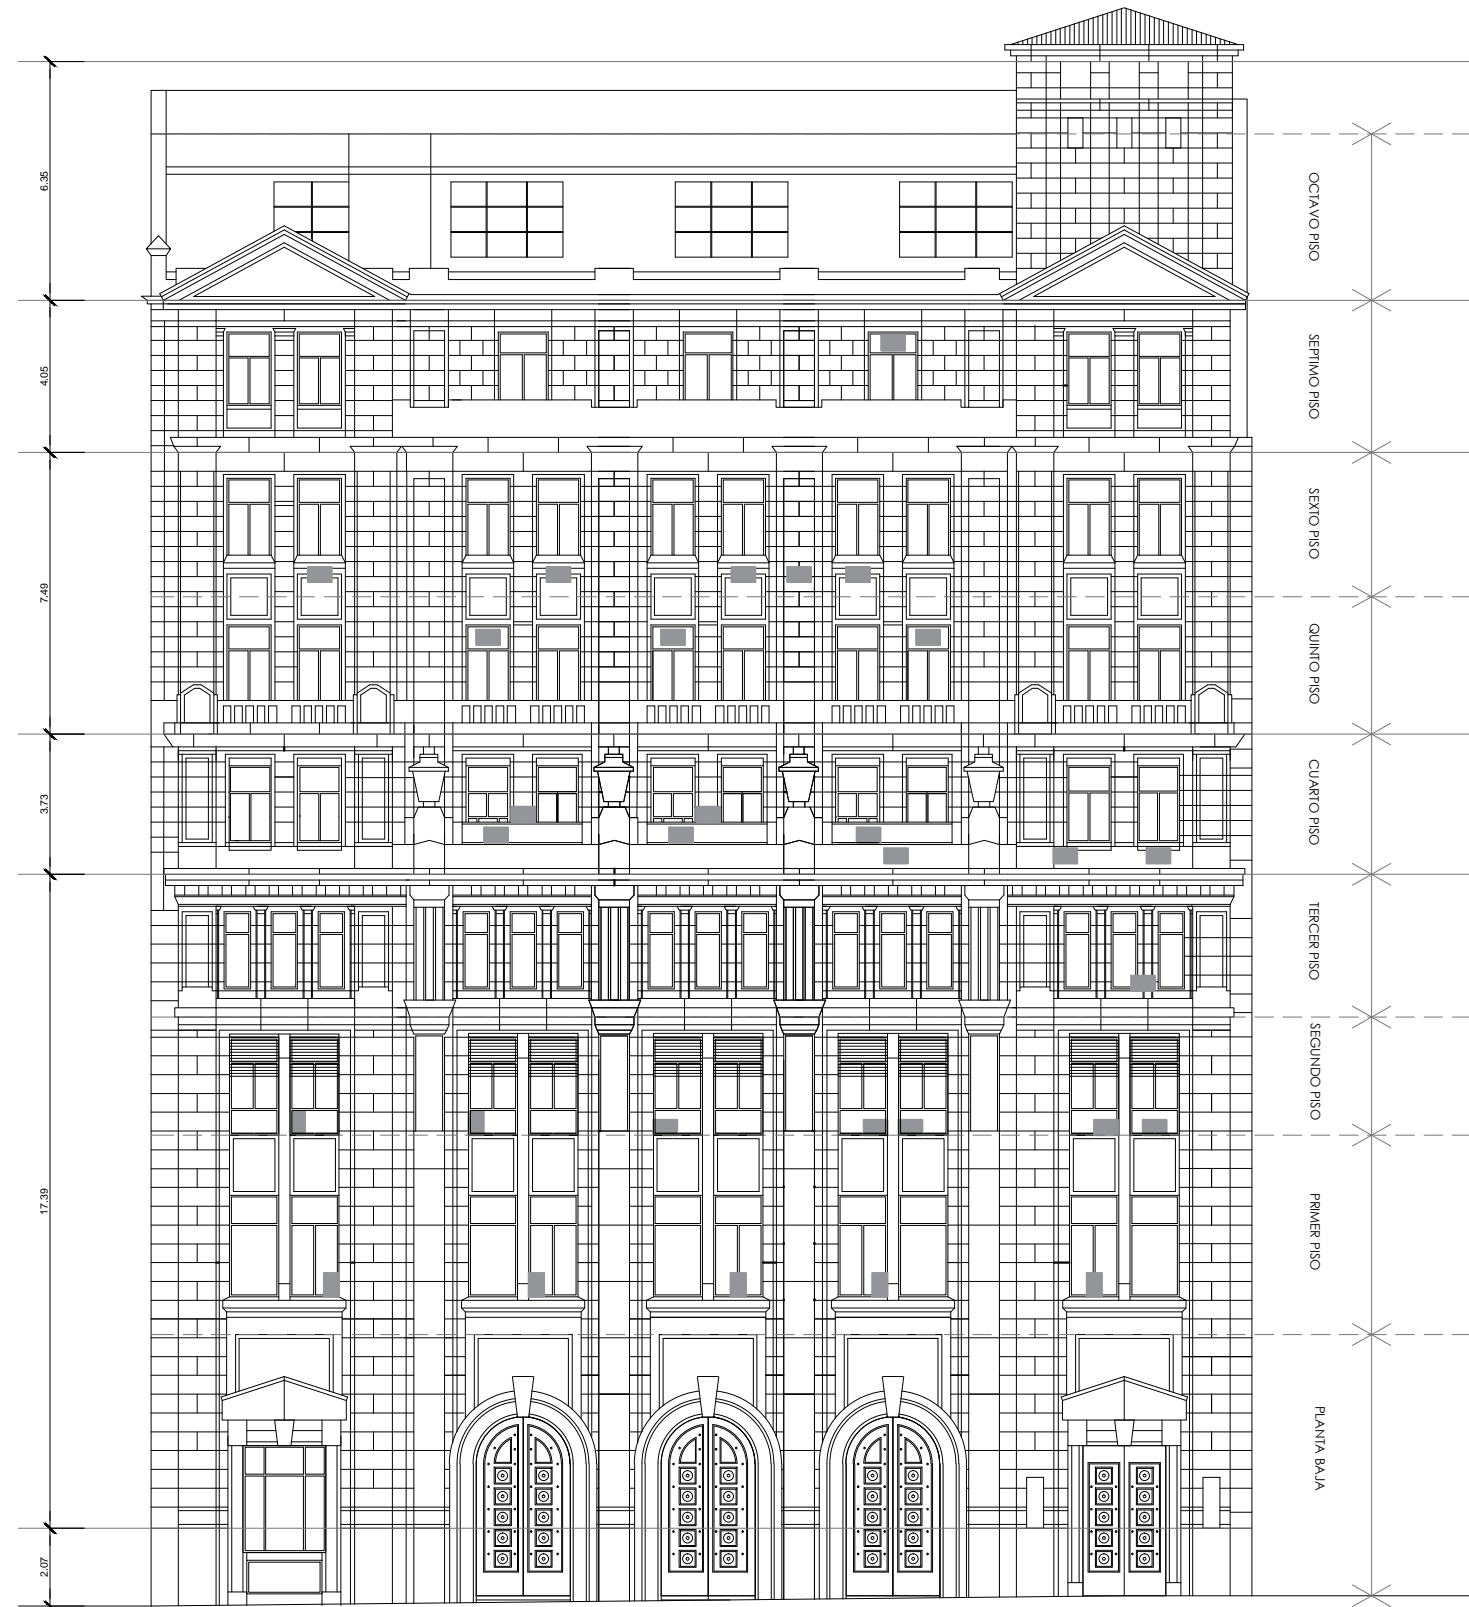 6.35
OCTAVO PISO
4.05
SEPTIMO PISO
7.49
SEXTO PISO
QUINTO PISO
3.73
CUARTO PISO
17.39
TERCER PISO
SEGUNDO PISO
PRIMER PISO
PLANTA BAJA
2.07